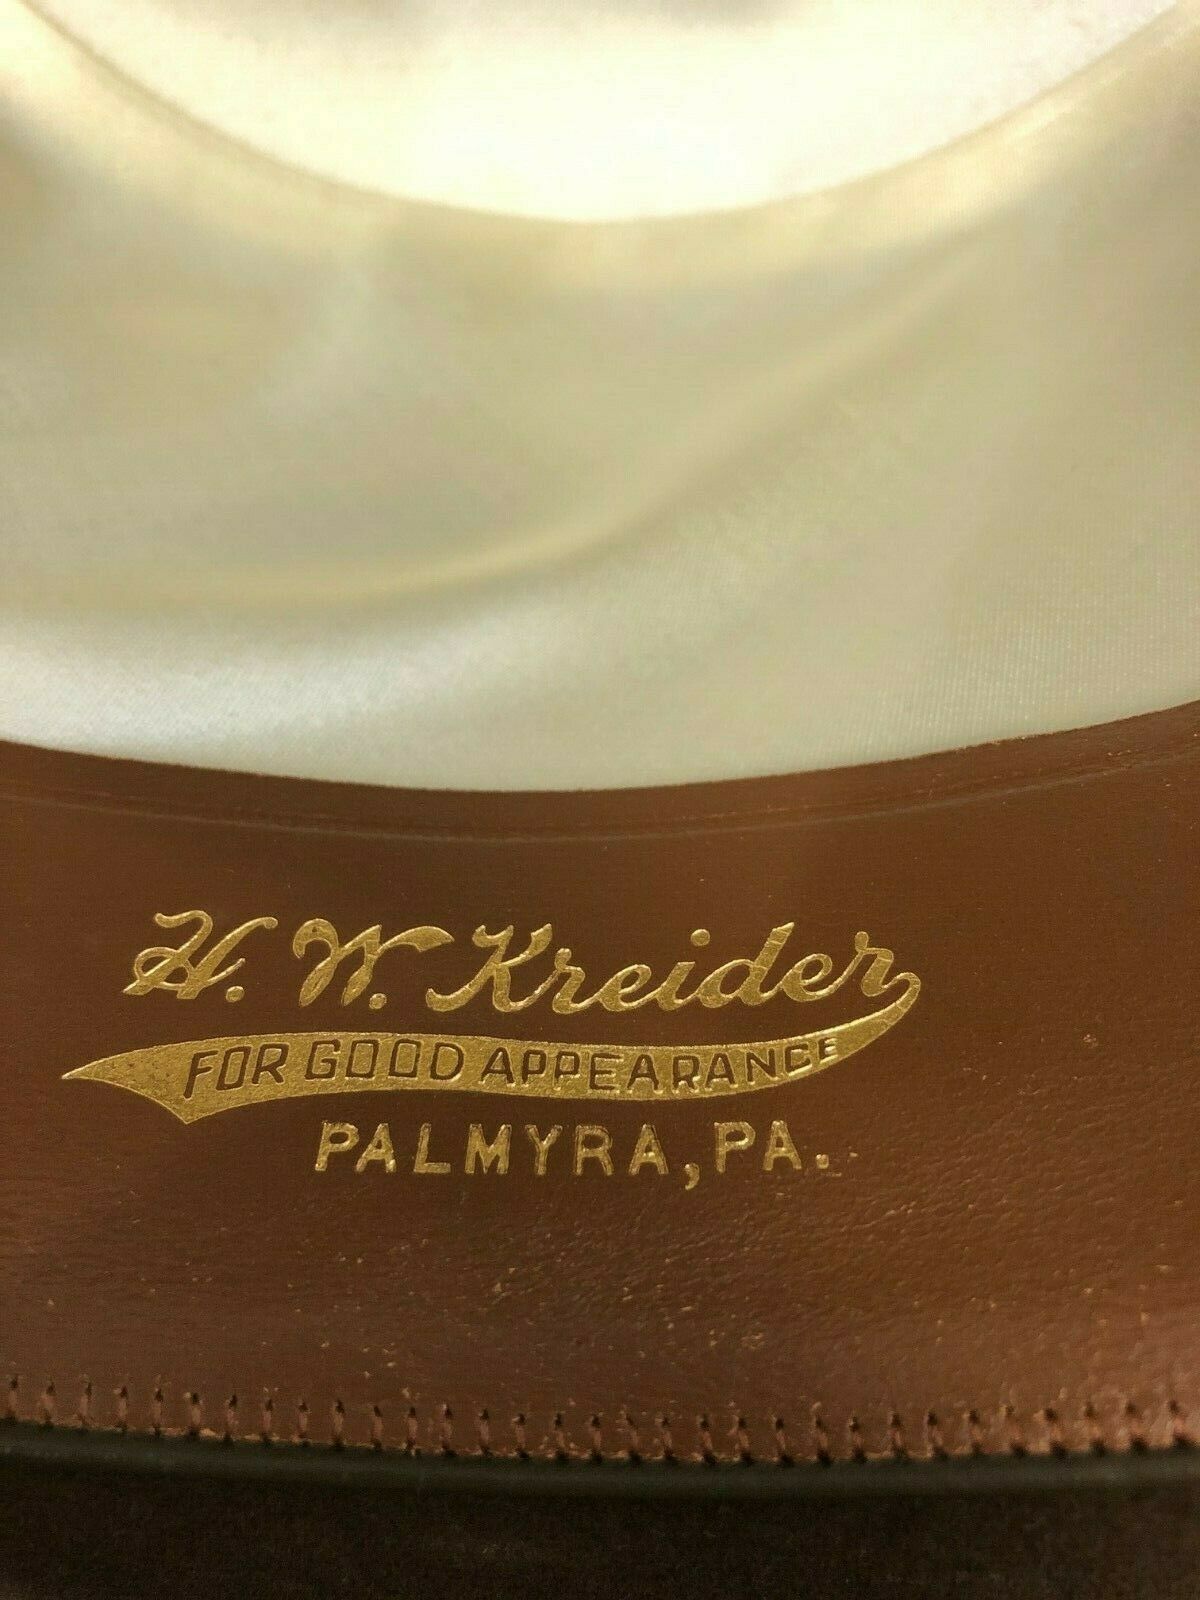 H. W. Kreider
FOR GOOD APPEARANCE
PALMYRA, PA.